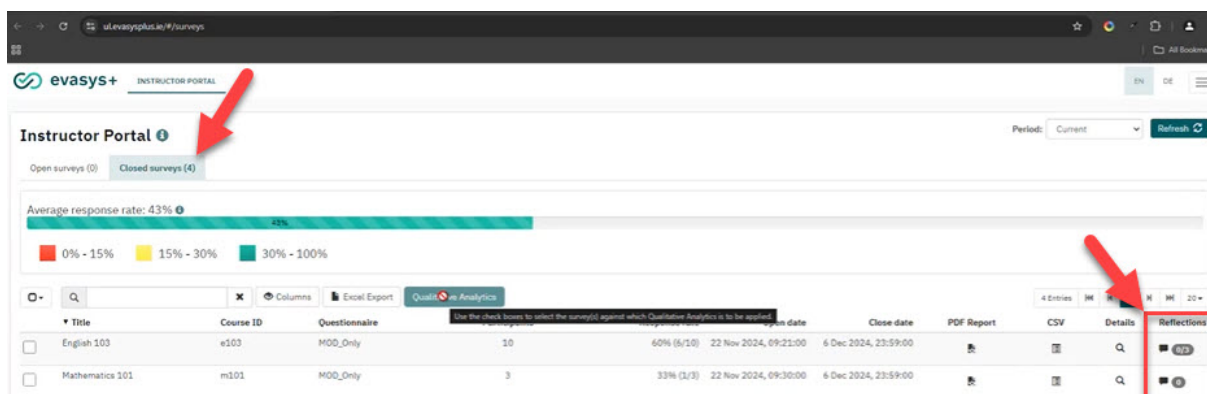 ul.evasysplus.ie/#/surveys
All Bookma
evasys+ INSTRUCTOR PORTAL EN DE
Instructor Portal Period: Current Refresh
Open surveys (0) Closed surveys (4)
Average response rate: 43%
43%
0% - 15% 15% - 30% 30% - 100%
Columns Excel Export Qualitative Analytics 4 Entries 20
Use the check boxes to select the survey(s) against which Qualitative Analytics is to be applied.
Title Course ID Questionnaire Participants Response rate Open date Close date PDF Report CSV Details Reflections
English 103 e103 MOD_Only 10 60% (6/10) 22 Nov 2024, 09:21:00 6 Dec 2024, 23:59:00 0/3
Mathematics 101 m101 MOD_Only 3 33% (1/3) 22 Nov 2024, 09:30:00 6 Dec 2024, 23:59:00 0